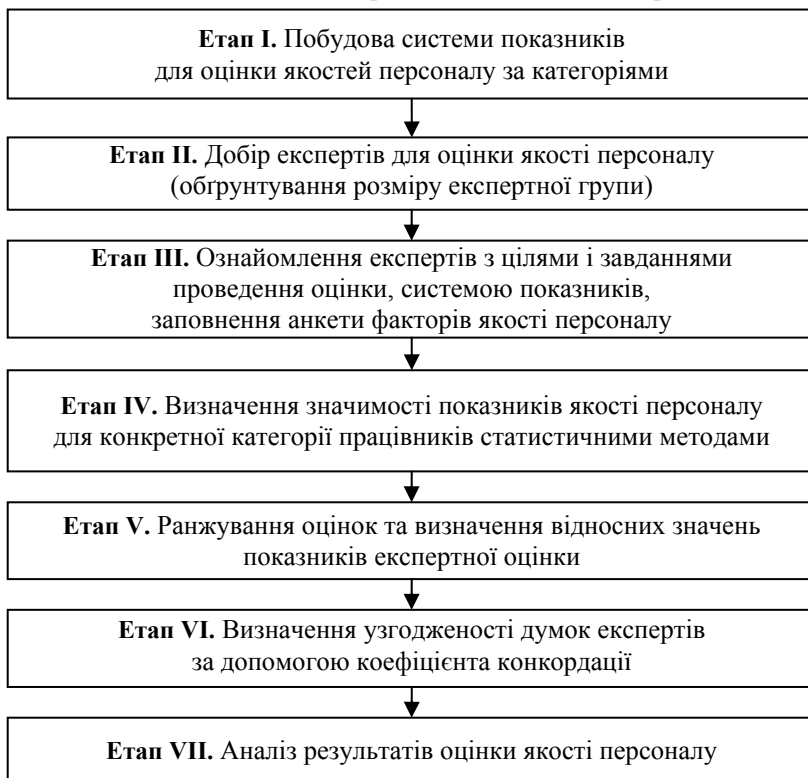 Етап I. Побудова системи показників
для оцінки якостей персоналу за категоріями
Етап II. Добір експертів для оцінки якості персоналу
(обґрунтування розміру експертної групи)
Етап III. Ознайомлення експертів з цілями і завданнями
проведення оцінки, системою показників,
заповнення анкети факторів якості персоналу
Етап IV. Визначення значимості показників якості персоналу
для конкретної категорії працівників статистичними методами
Етап V. Ранжування оцінок та визначення відносних значень
показників експертної оцінки
Етап VI. Визначення узгодженості думок експертів
за допомогою коефіцієнта конкордації
Етап VII. Аналіз результатів оцінки якості персоналу